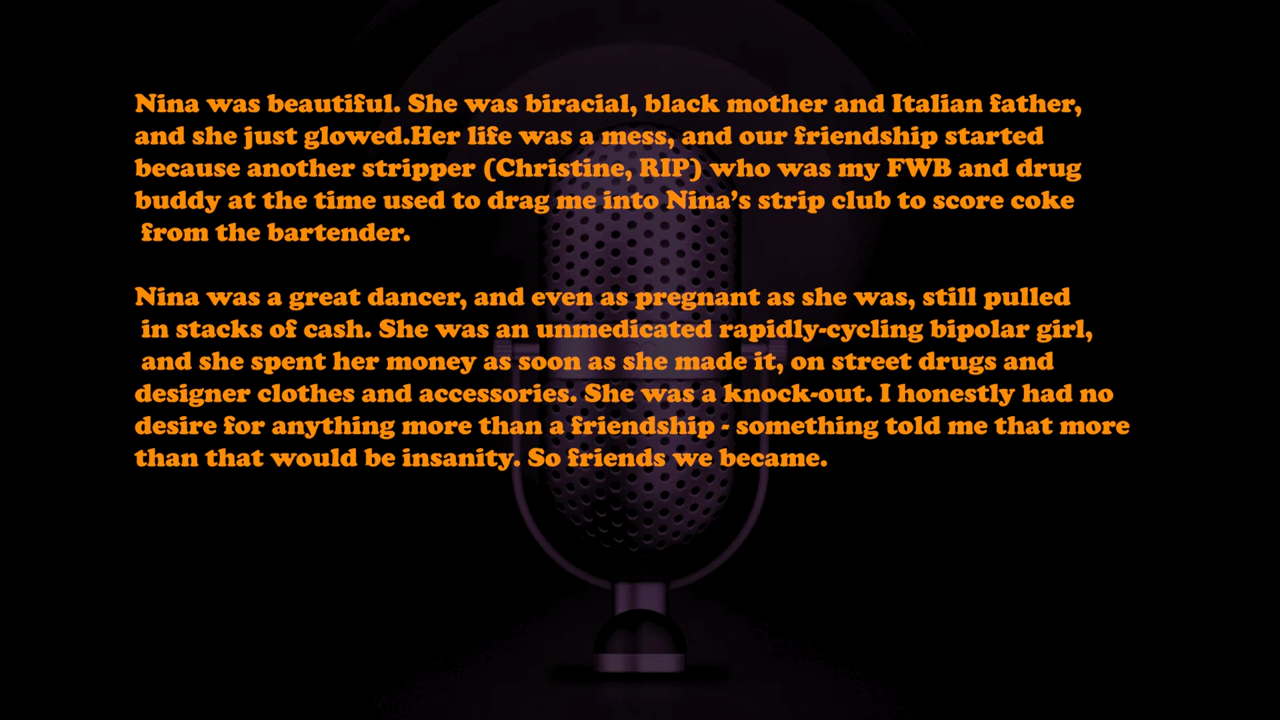 Nina was beautiful. She was biracial, black mother and Italian father,
and she just glowed.Her life was a mess, and our friendship started
because another stripper (Christine, RIP) who was my FWB and drug
buddy at the time used to drag me into Nina’s strip club to score coke
from the bartender.
Nina was a great dancer, and even as pregnant as she was, still pulled
in stacks of cash. She was an unmedicated rapidly-cycling bipolar girl,
and she spent her money as soon as she made it, on street drugs and
designer clothes and accessories. She was a knock-out. I honestly had no
desire for anything more than a friendship - something told me that more
than that would be insanity. So friends we became.